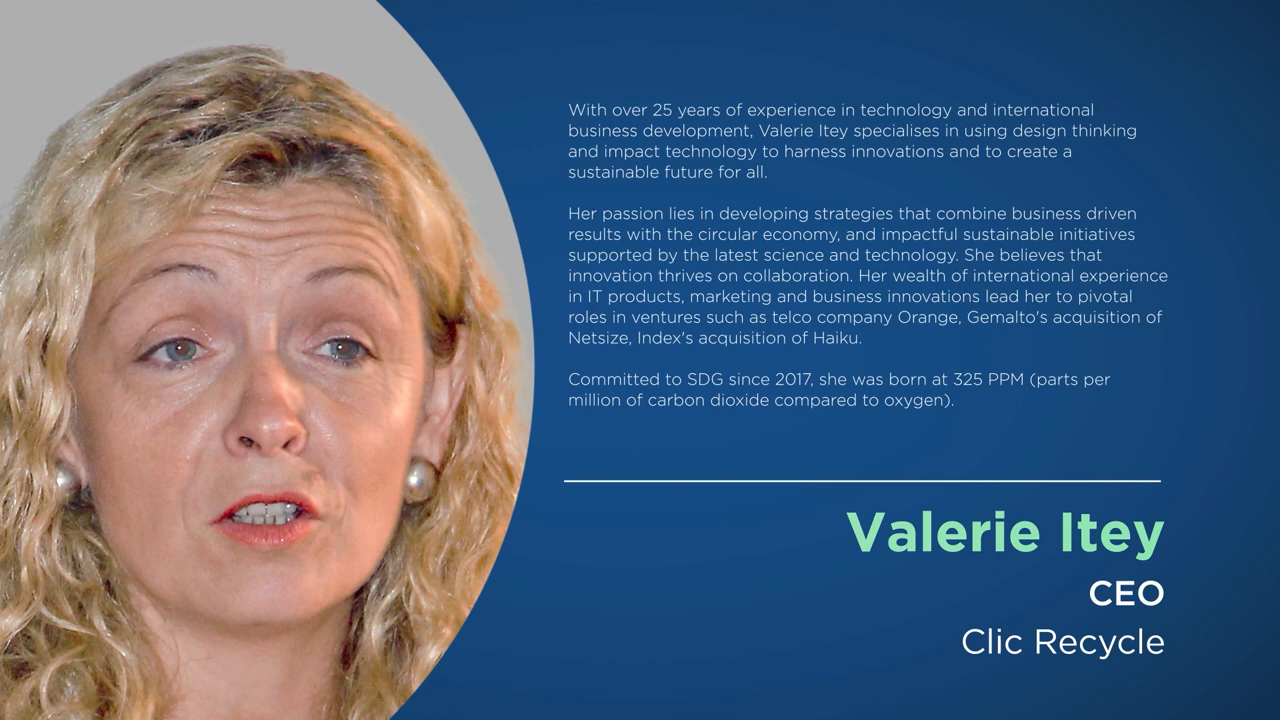 With over 25 years of experience in technology and international
business development, Valerie Itey specialises in using design thinking
and impact technology to harness innovations and to create a
sustainable future for all.
Her passion lies in developing strategies that combine business driven
results with the circular economy, and impactful sustainable initiatives
supported by the latest science and technology. She believes that
innovation thrives on collaboration. Her wealth of international experience
in IT products, marketing and business innovations lead her to pivotal
roles in ventures such as telco company Orange, Gemalto's acquisition of
Netsize, Index's acquisition of Haiku.
Committed to SDG since 2017, she was born at 325 PPM (parts per
million of carbon dioxide compared to oxygen).
Valerie Itey
CEO
Clic Recycle